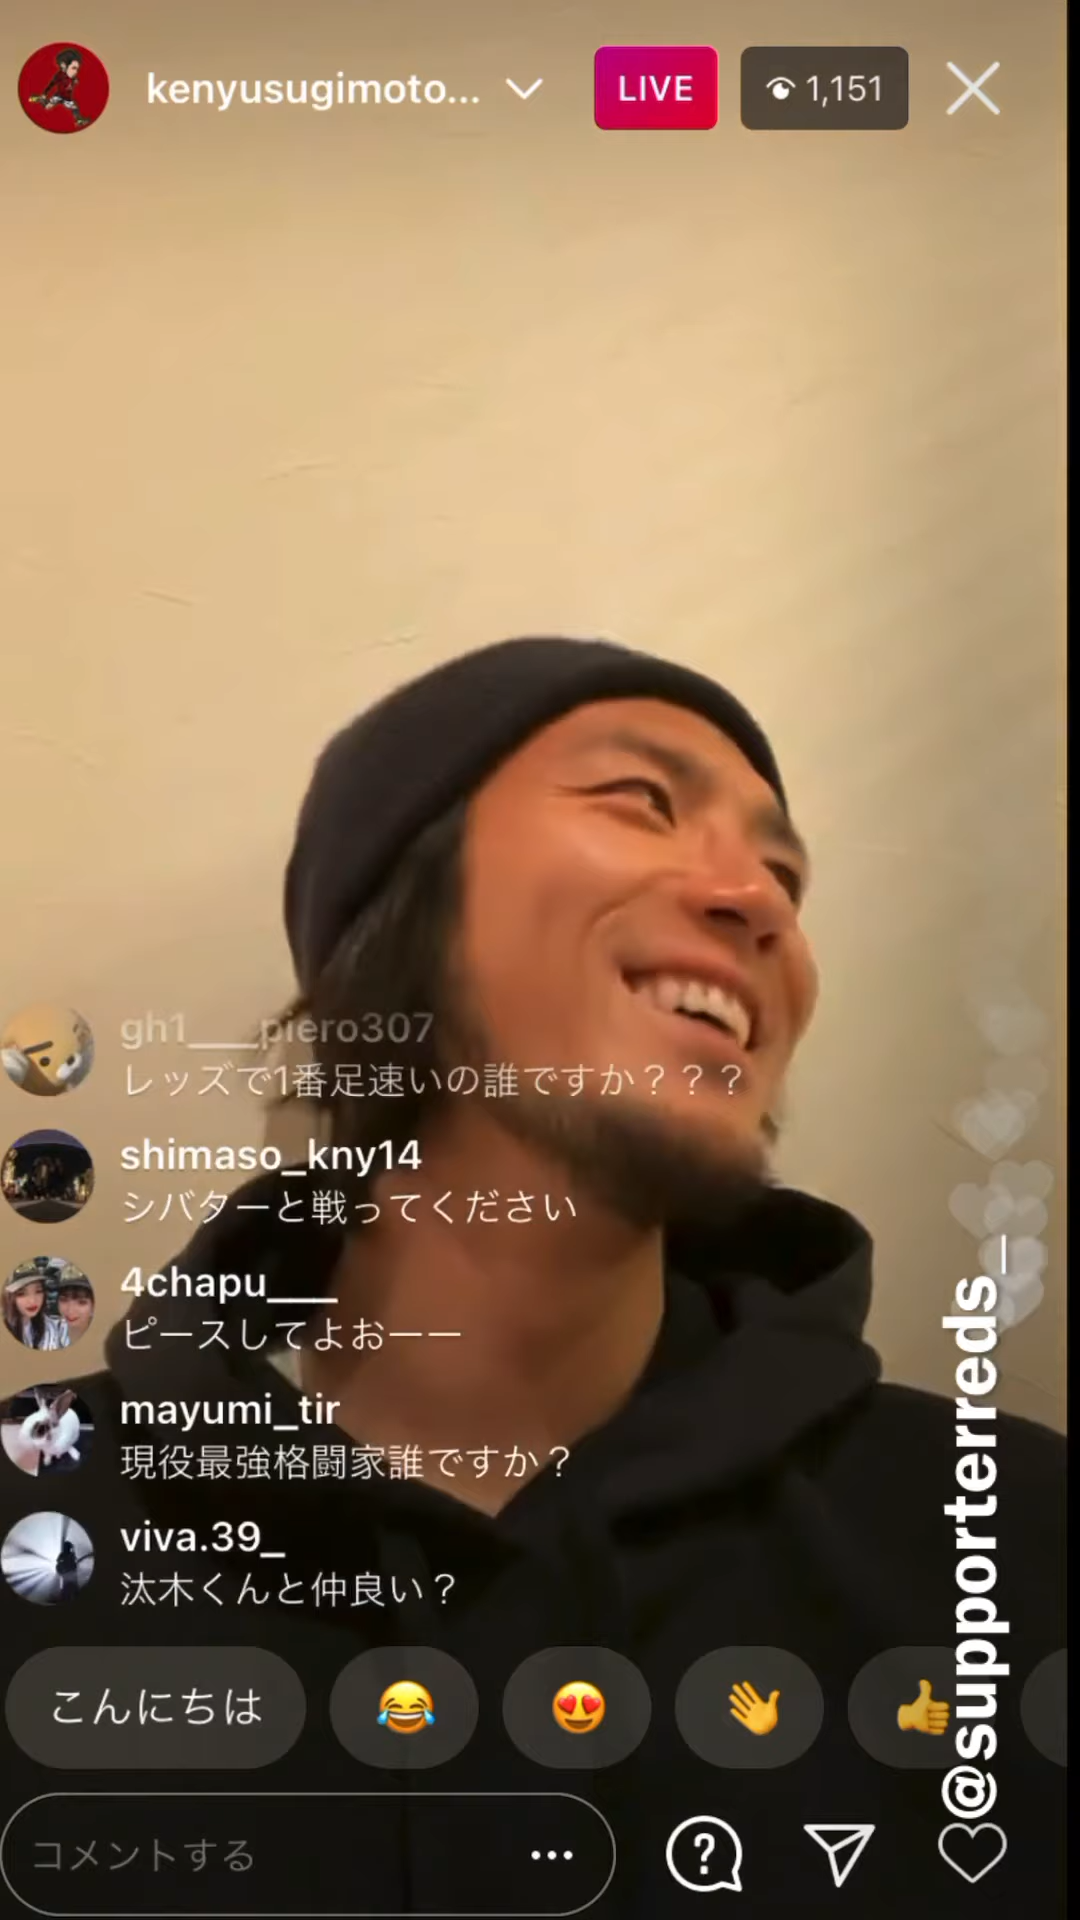 kenyusugimoto...
LIVE
1,151
gh1____piero307
レッズで1番足速いの誰ですか？？？
shimaso_kny14
シバターと戦ってください
4chapu___
ピースしてよおーー
mayumi_tir
現役最強格闘家誰ですか？
viva.39_
汰木くんと仲良い？
こんにちは
コメントする
@supporterreds_